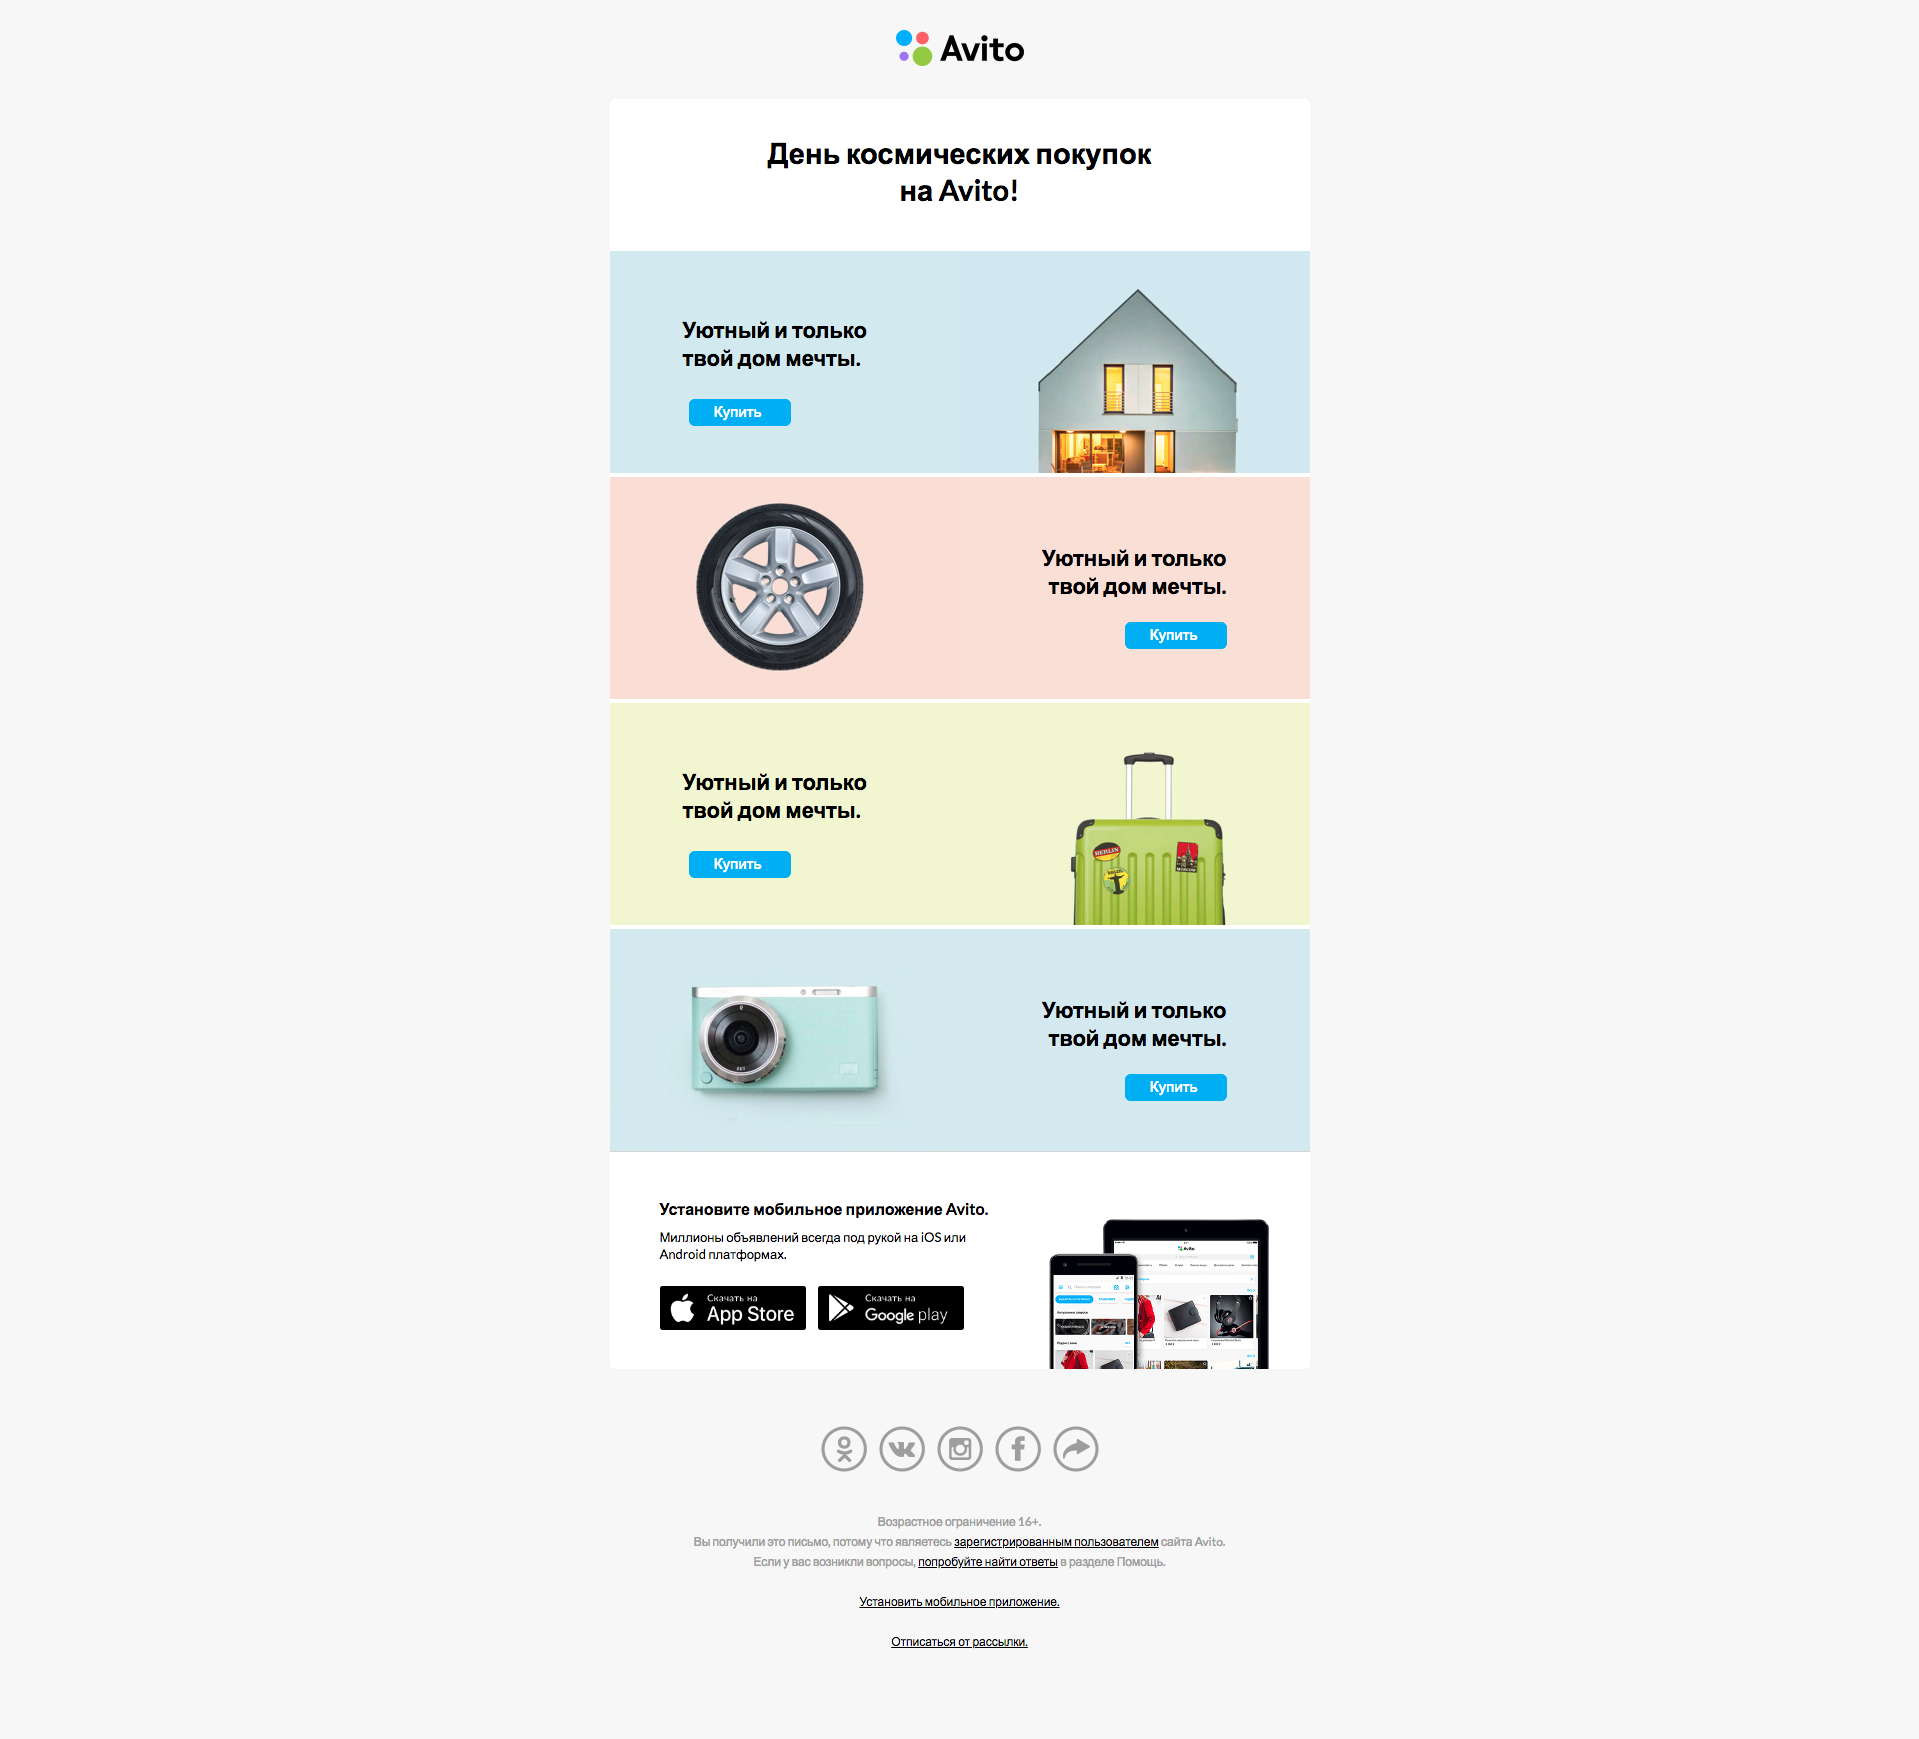 Avito
День космических покупок
на Avito!
Уютный и только
твой дом мечты.
Купить
Уютный и только
твой дом мечты.
Купить
Уютный и только
твой дом мечты.
Купить
BERLIN
BRAZIL
MOSCOW
Уютный и только
твой дом мечты.
Купить
Установите мобильное приложение Avito.
Миллионы объявлений всегда под рукой на iOS или
Android платформах.
Скачать на
App Store
Скачать на
Google play
Avito
Возрастное ограничение 16+.
Вы получили это письмо, потому что являетесь зарегистрированным пользователем сайта Avito.
Если у вас возникли вопросы, попробуйте найти ответы в разделе Помощь.
Установить мобильное приложение.
Отписаться от рассылки.